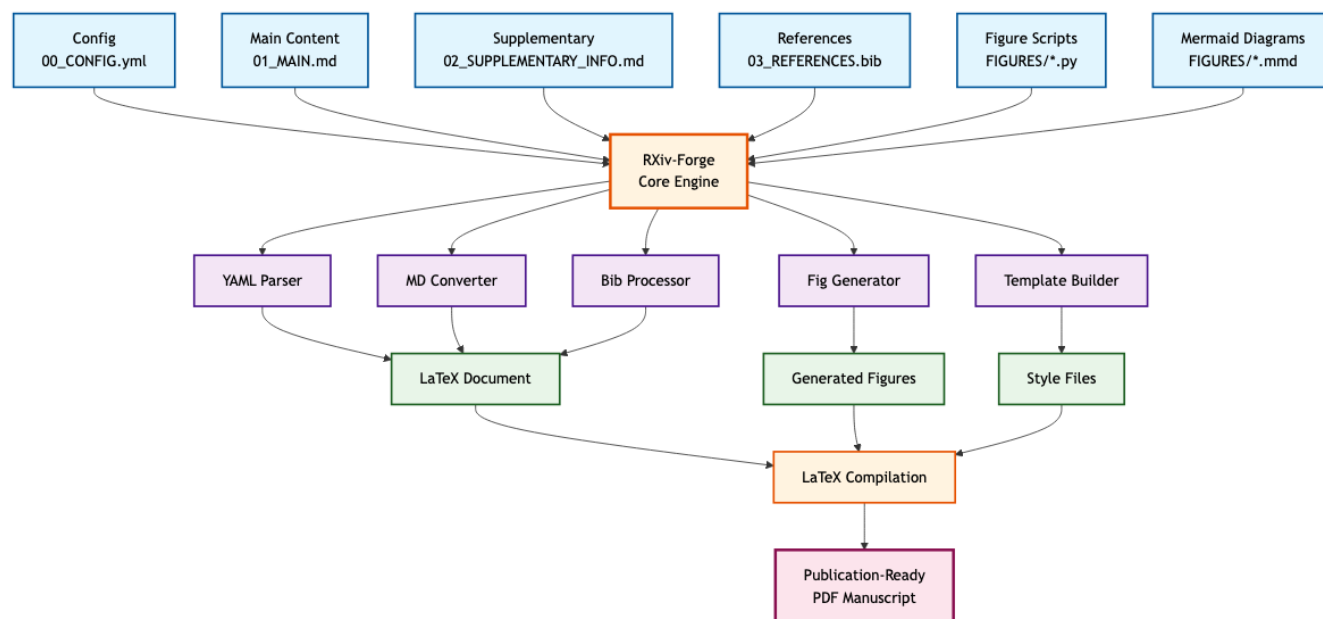 Config
00_CONFIG.yml
Main Content
01_MAIN.md
Supplementary
02_SUPPLEMENTARY_INFO.md
References
03_REFERENCES.bib
Figure Scripts
FIGURES/*.py
Mermaid Diagrams
FIGURES/*.mmd
RXiv-Forge
Core Engine
YAML Parser
MD Converter
Bib Processor
Fig Generator
Template Builder
LaTeX Document
Generated Figures
Style Files
LaTeX Compilation
Publication-Ready
PDF Manuscript